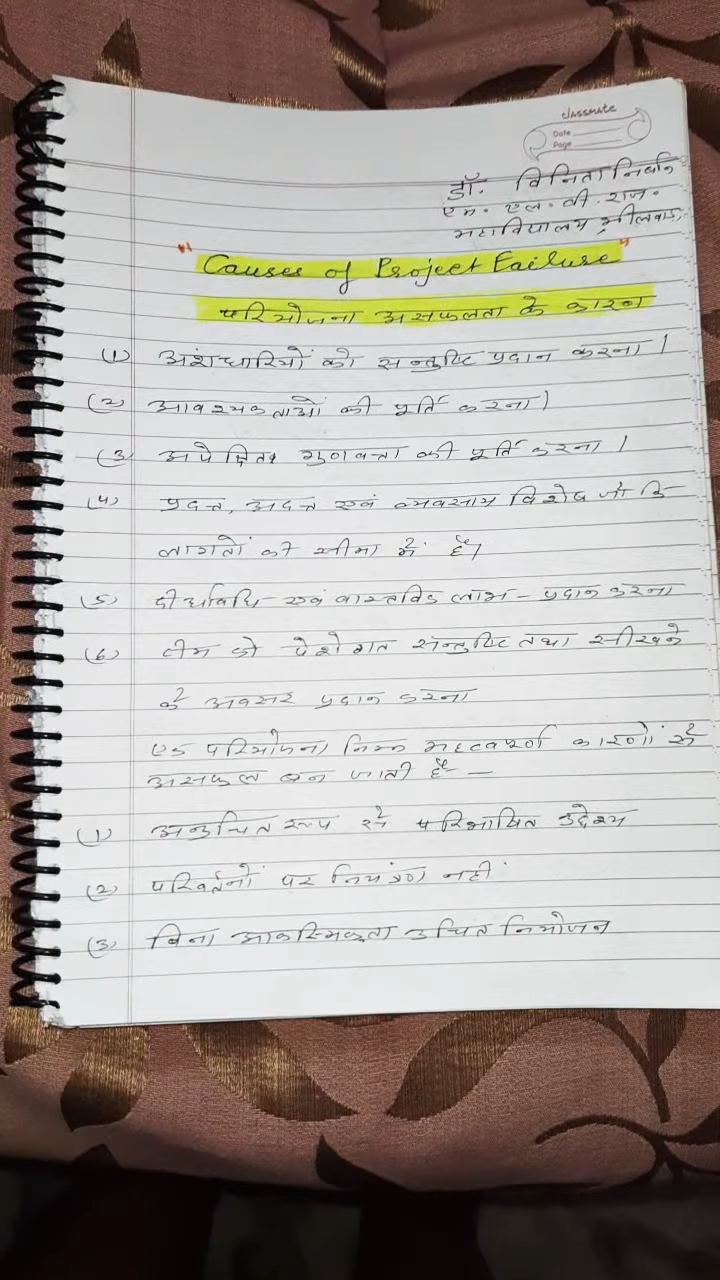 classmate
Date
Page
डॉ. विनिता निर्वान
एम. एल. वी. राज.
महाविद्यालय भीलवाड़ा
"Causes of Project Failure"
परियोजना असफलता के कारण
(1) अंशधारियों को सन्तुष्टि प्रदान करना।
(2) आवश्यकताओं की पूर्ति करना।
(3) अपेक्षित गुणवत्ता की पूर्ति करना।
(4) प्रदत्त, अदत्त एवं व्यवसाय विशेष जो कि
लागतों की सीमा में है।
(5) दीर्घावधि एवं वास्तविक लाभ - प्रदान करना
(6) टीम को पेशेगत सन्तुष्टि तथा सीखने
के अवसर प्रदान करना
एक परियोजना निम्न महत्वपूर्ण कारणों से
असफल बन जाती है -
(1) अनुचित रूप से परिभाषित उद्देश्य
(2) परिवर्तनों पर नियंत्रण नहीं
(3) बिना आकस्मिकता उचित नियोजन